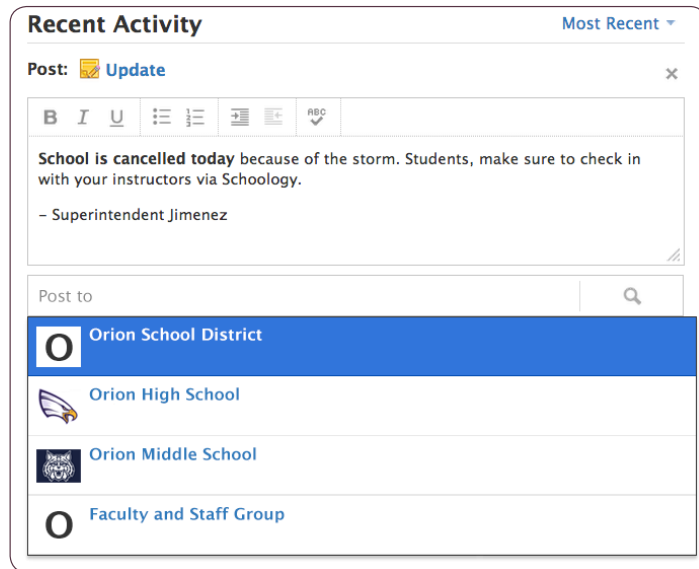 Recent Activity
Most Recent
Post: Update
B I U ABC
School is cancelled today because of the storm. Students, make sure to check in
with your instructors via Schoology.
– Superintendent Jimenez
Post to
O Orion School District
Orion High School
Orion Middle School
O Faculty and Staff Group